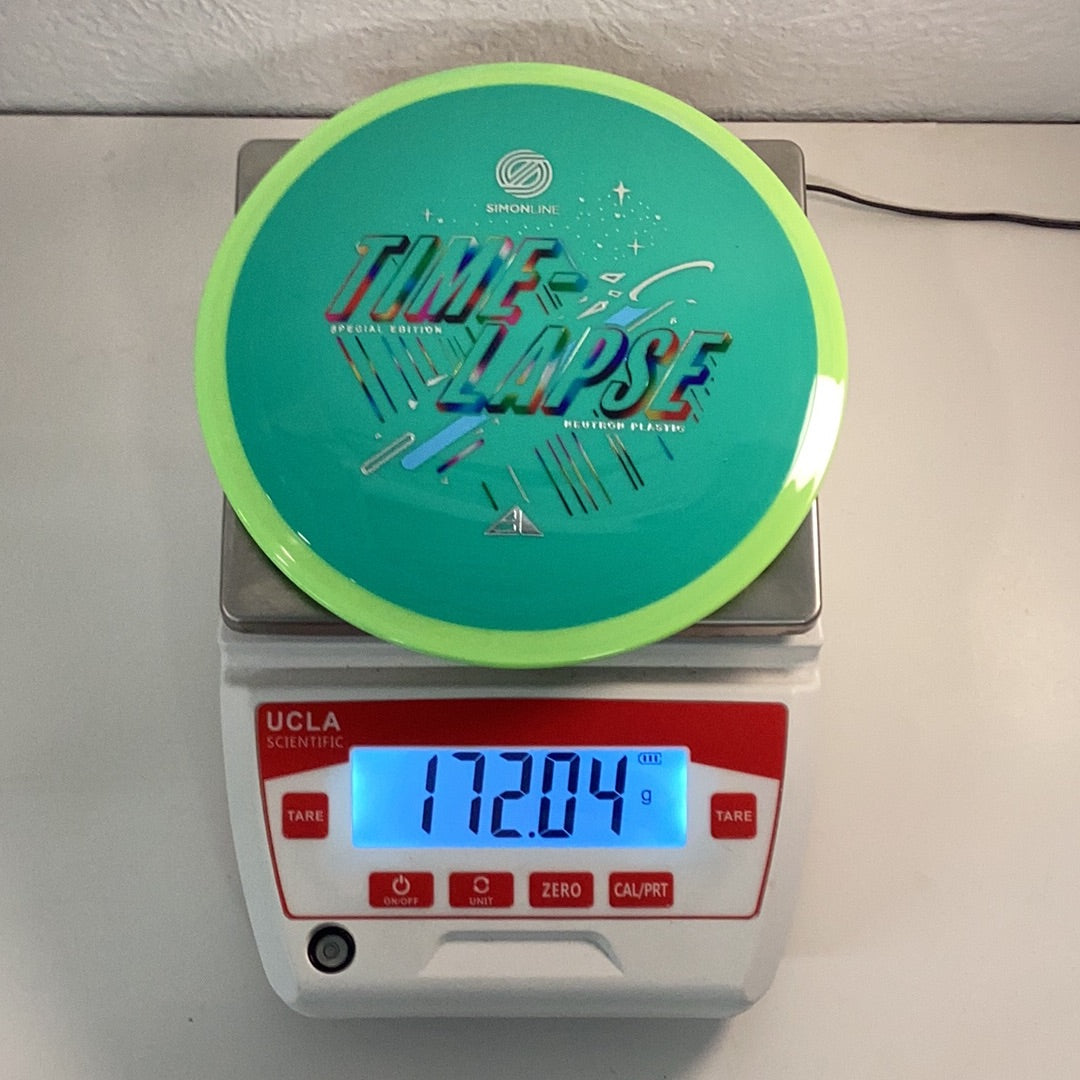 SIMONLINE
TIME-
SPECIAL EDITION
LAPSE
NEUTRON PLASTIC
UCLA
SCIENTIFIC
172.04 g
TARE
TARE
ON/OFF
UNIT
ZERO
CAL/PRT